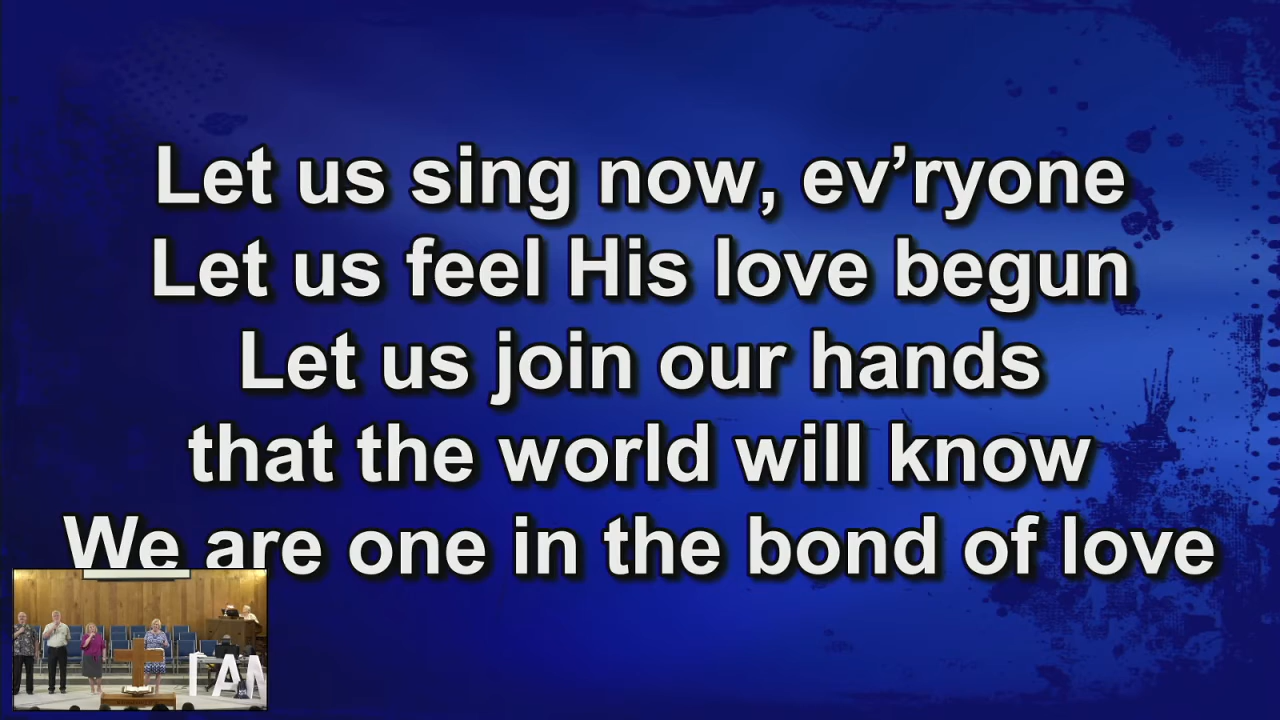 Let us sing now, ev’ryone
Let us feel His love begun
Let us join our hands
that the world will know
We are one in the bond of love
I AM